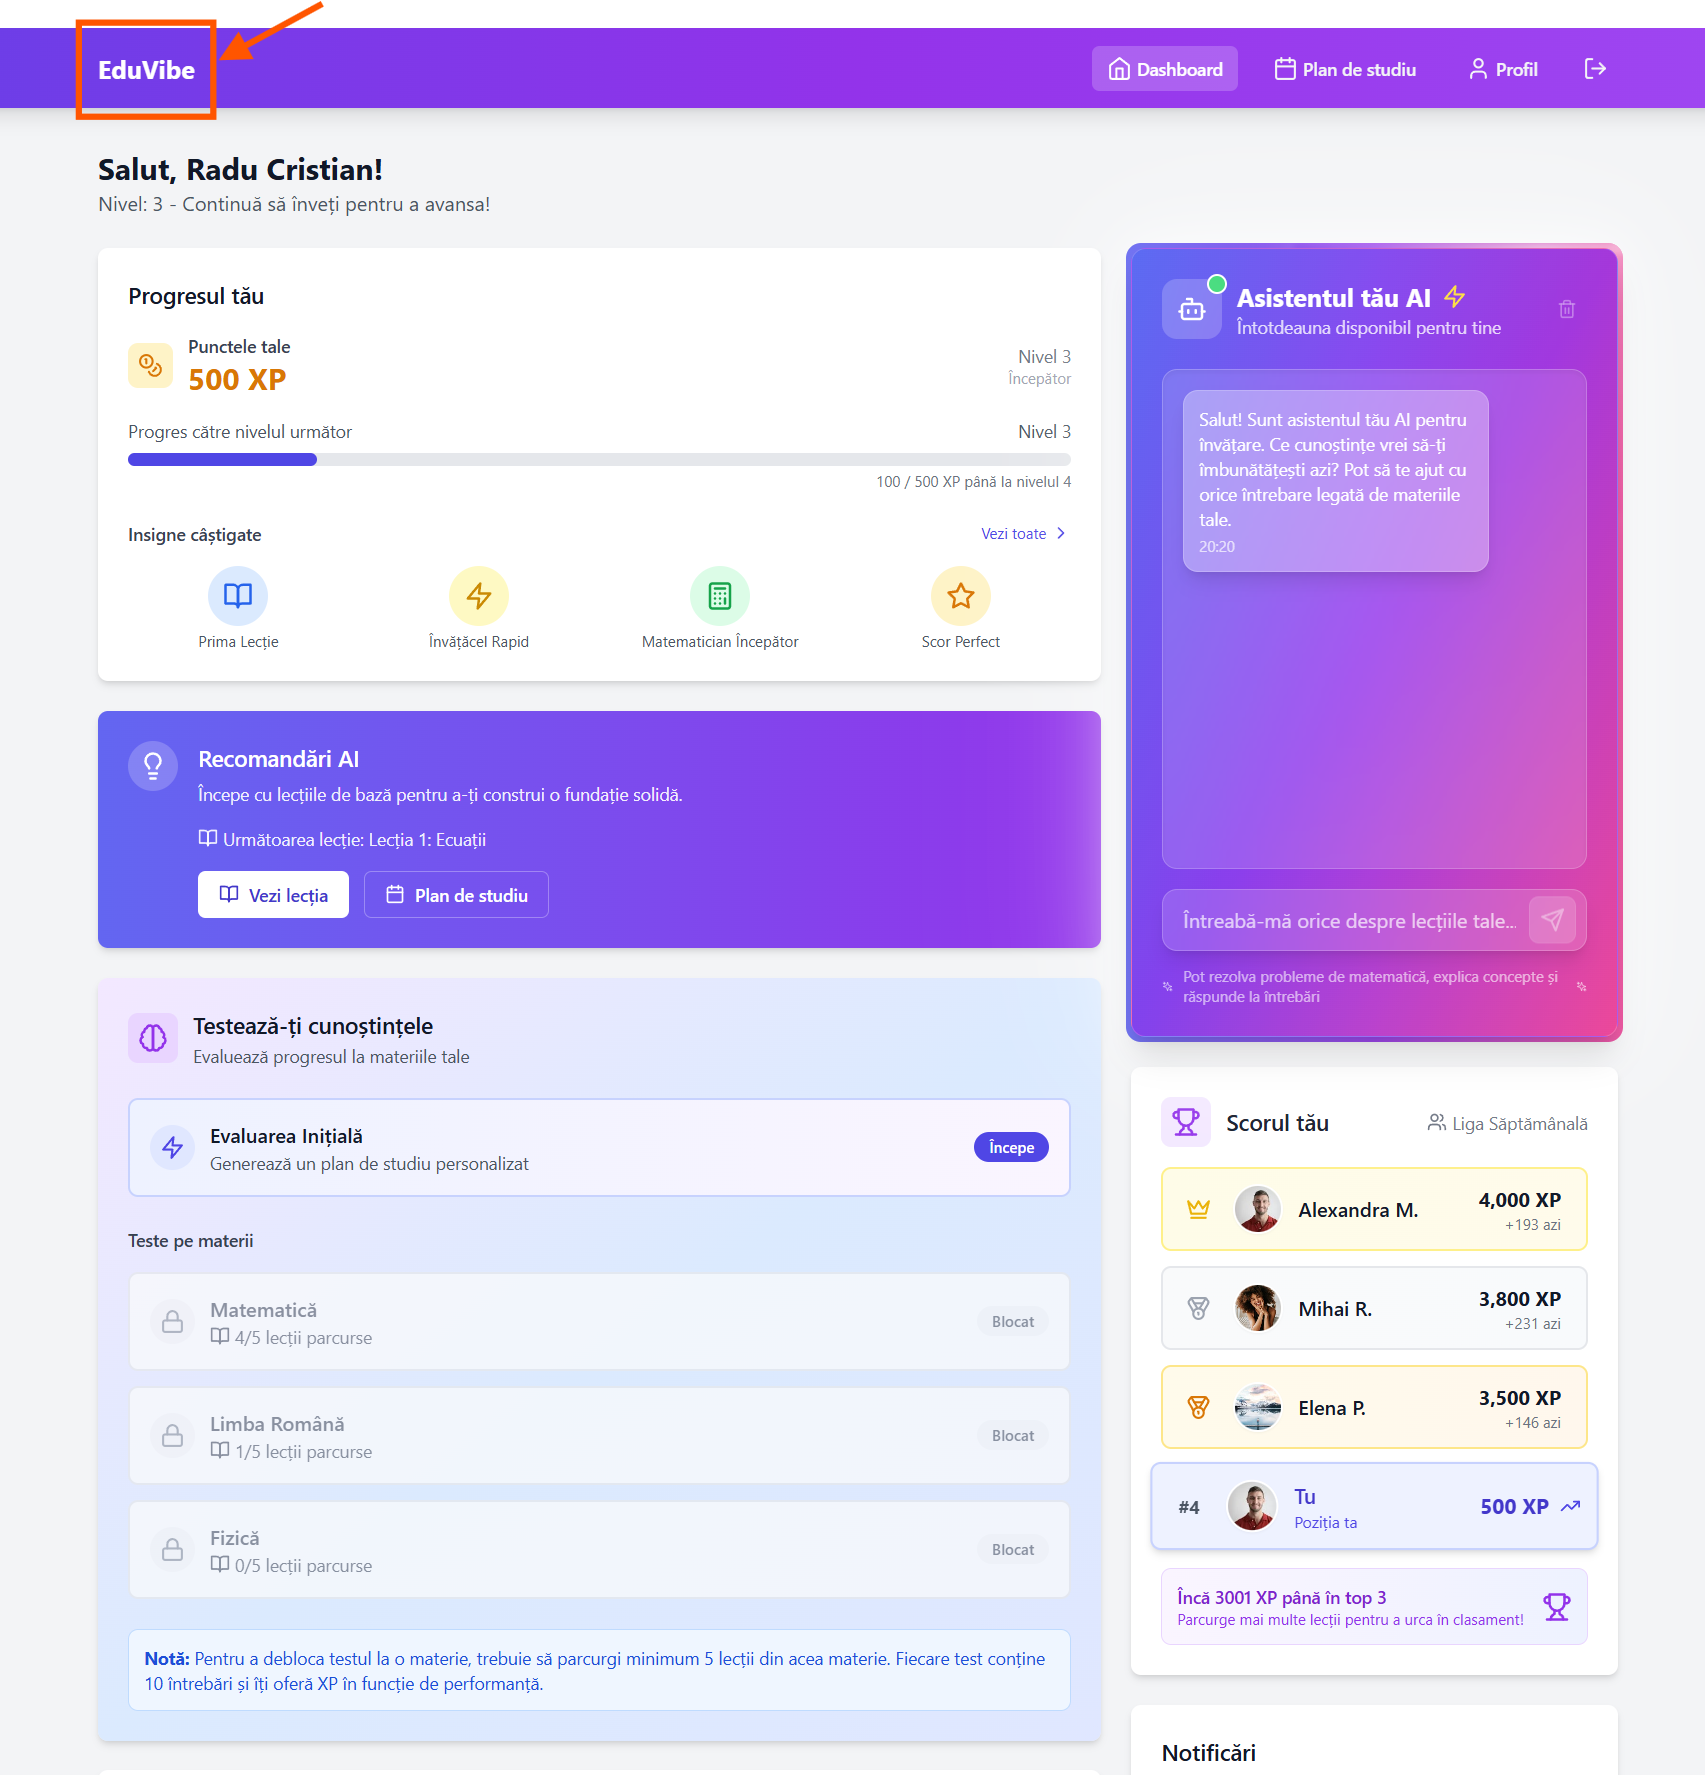 EduVibe
Dashboard
Plan de studiu
Profil
Salut, Radu Cristian!
Nivel: 3 - Continuă să înveți pentru a avansa!
Progresul tău
Punctele tale
500 XP
Nivel 3
Începător
Progres către nivelul următor
Nivel 3
100 / 500 XP până la nivelul 4
Insigne câștigate
Vezi toate
Prima Lecție
Învățăcel Rapid
Matematician Începător
Scor Perfect
Recomandări AI
Începe cu lecțiile de bază pentru a-ți construi o fundație solidă.
Următoarea lecție: Lecția 1: Ecuații
Vezi lecția
Plan de studiu
Testează-ți cunoștințele
Evaluează progresul la materiile tale
Evaluarea Inițială
Generează un plan de studiu personalizat
Începe
Teste pe materii
Matematică
4/5 lecții parcurse
Blocat
Limba Română
1/5 lecții parcurse
Blocat
Fizică
0/5 lecții parcurse
Blocat
Notă: Pentru a debloca testul la o materie, trebuie să parcurgi minimum 5 lecții din acea materie. Fiecare test conține
10 întrebări și îți oferă XP în funcție de performanță.
Asistentul tău AI
Întotdeauna disponibil pentru tine
Salut! Sunt asistentul tău AI pentru
învățare. Ce cunoștințe vrei să-ți
îmbunătățești azi? Pot să te ajut cu
orice întrebare legată de materiile
tale.
20:20
Întreabă-mă orice despre lecțiile tale...
Pot rezolva probleme de matematică, explica concepte și
răspunde la întrebări
Scorul tău
Liga Săptămânală
Alexandra M.
4,000 XP
+193 azi
Mihai R.
3,800 XP
+231 azi
Elena P.
3,500 XP
+146 azi
#4
Tu
Poziția ta
500 XP
Încă 3001 XP până în top 3
Parcurge mai multe lecții pentru a urca în clasament!
Notificări